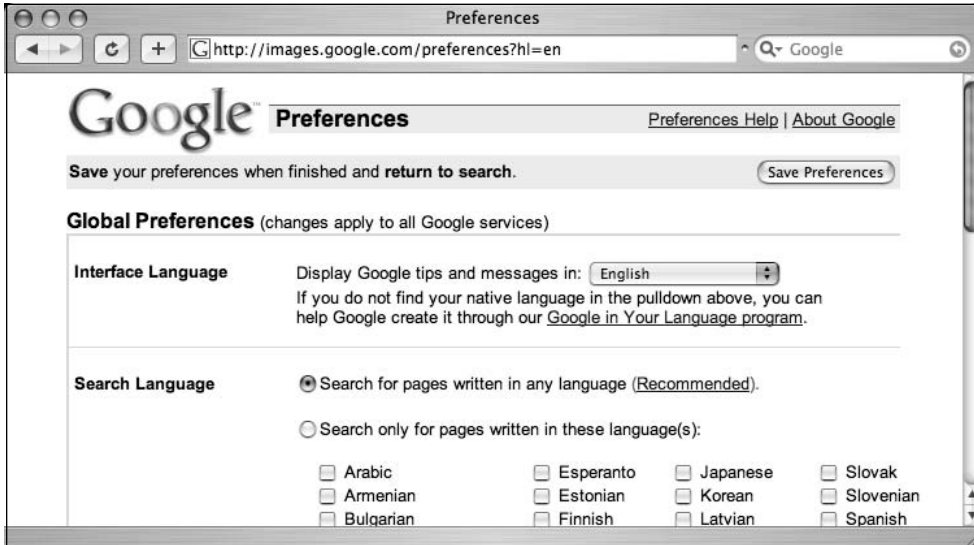 Preferences
http://images.google.com/preferences?hl=en
Google
Google™ Preferences
Preferences Help | About Google
Save your preferences when finished and return to search.
Save Preferences
Global Preferences (changes apply to all Google services)
Interface Language
Display Google tips and messages in: English
If you do not find your native language in the pulldown above, you can
help Google create it through our Google in Your Language program.
Search Language
Search for pages written in any language (Recommended).
Search only for pages written in these language(s):
Arabic Esperanto Japanese Slovak
Armenian Estonian Korean Slovenian
Bulgarian Finnish Latvian Spanish